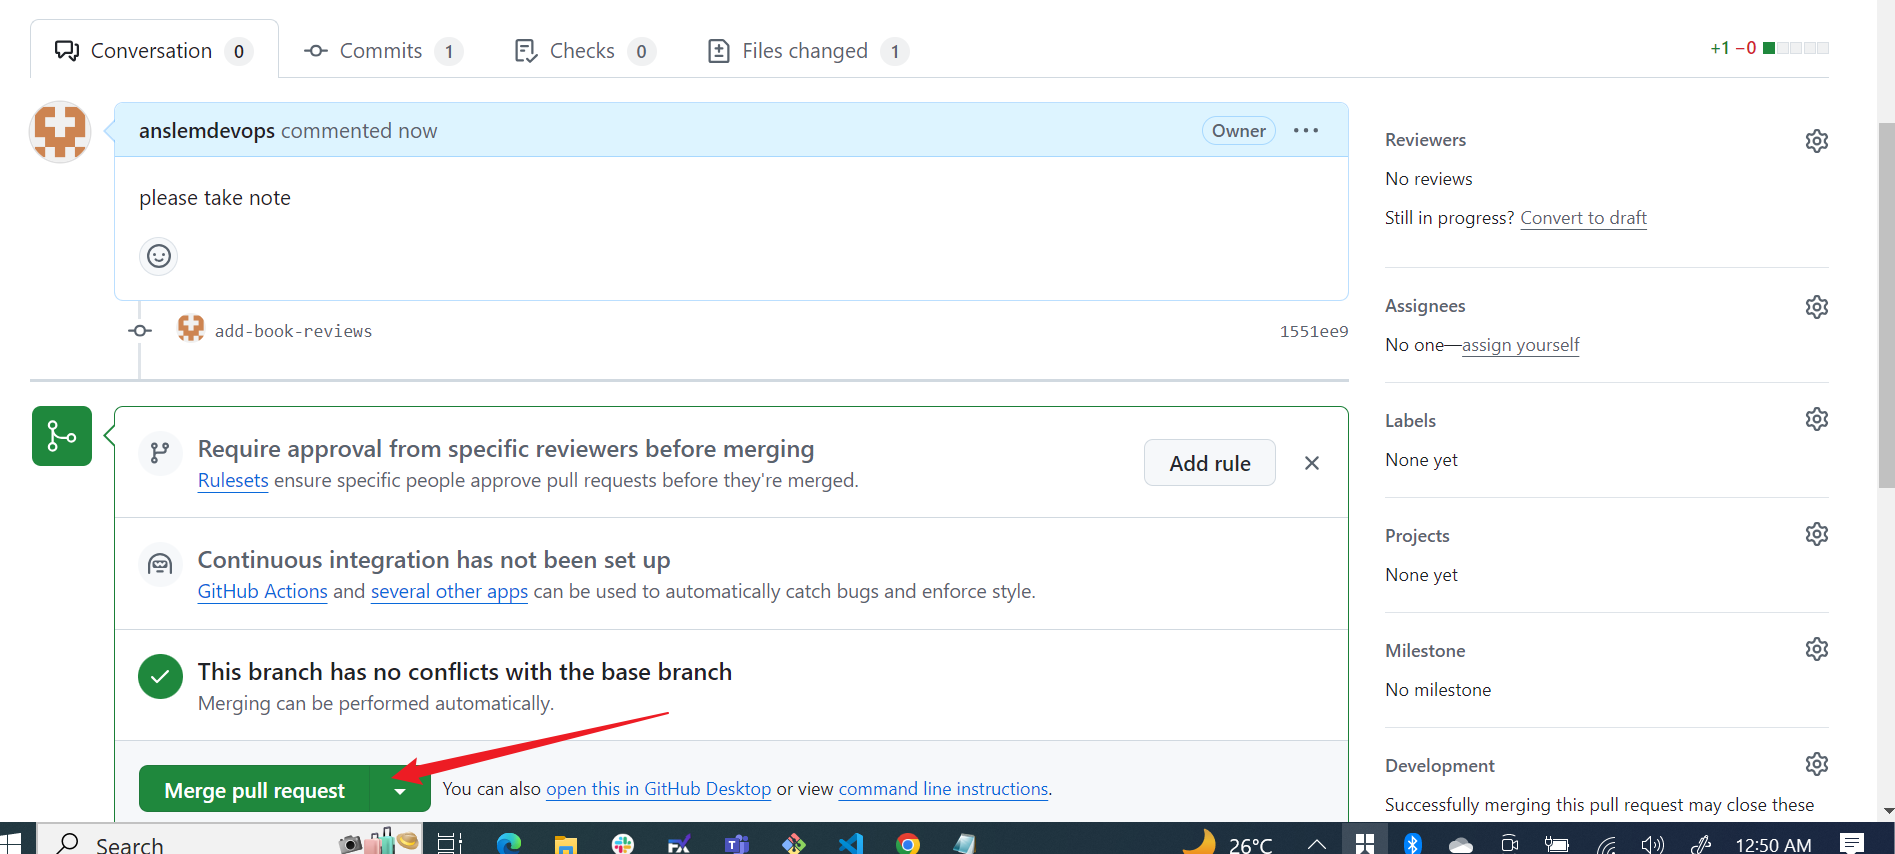 Conversation 0 Commits 1 Checks 0 Files changed 1 +1 −0
anslemdevops commented now Owner
please take note
add-book-reviews 1551ee9
Require approval from specific reviewers before merging
Rulesets ensure specific people approve pull requests before they're merged.
Add rule
Continuous integration has not been set up
GitHub Actions and several other apps can be used to automatically catch bugs and enforce style.
This branch has no conflicts with the base branch
Merging can be performed automatically.
Merge pull request
You can also open this in GitHub Desktop or view command line instructions.
Reviewers
No reviews
Still in progress? Convert to draft
Assignees
No one—assign yourself
Labels
None yet
Projects
None yet
Milestone
No milestone
Development
Successfully merging this pull request may close these
Search 26°C 12:50 AM